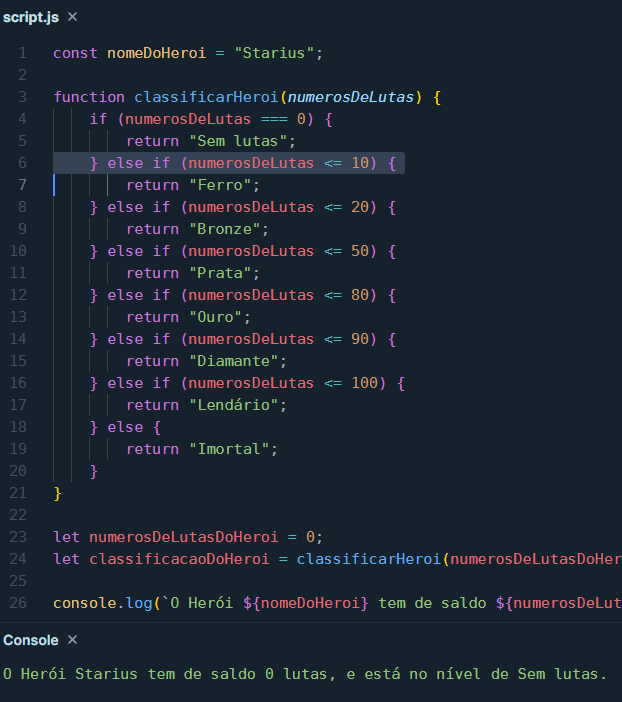 script.js ×
1 const nomeDoHeroi = "Starius";
2
3 function classificarHeroi(numerosDeLutas) {
4 if (numerosDeLutas === 0) {
5 return "Sem lutas";
6 } else if (numerosDeLutas <= 10) {
7 return "Ferro";
8 } else if (numerosDeLutas <= 20) {
9 return "Bronze";
10 } else if (numerosDeLutas <= 50) {
11 return "Prata";
12 } else if (numerosDeLutas <= 80) {
13 return "Ouro";
14 } else if (numerosDeLutas <= 90) {
15 return "Diamante";
16 } else if (numerosDeLutas <= 100) {
17 return "Lendário";
18 } else {
19 return "Imortal";
20 }
21 }
22
23 let numerosDeLutasDoHeroi = 0;
24 let classificacaoDoHeroi = classificarHeroi(numerosDeLutasDoHer
25
26 console.log(`O Herói ${nomeDoHeroi} tem de saldo ${numerosDeLut
Console ×
O Herói Starius tem de saldo 0 lutas, e está no nível de Sem lutas.